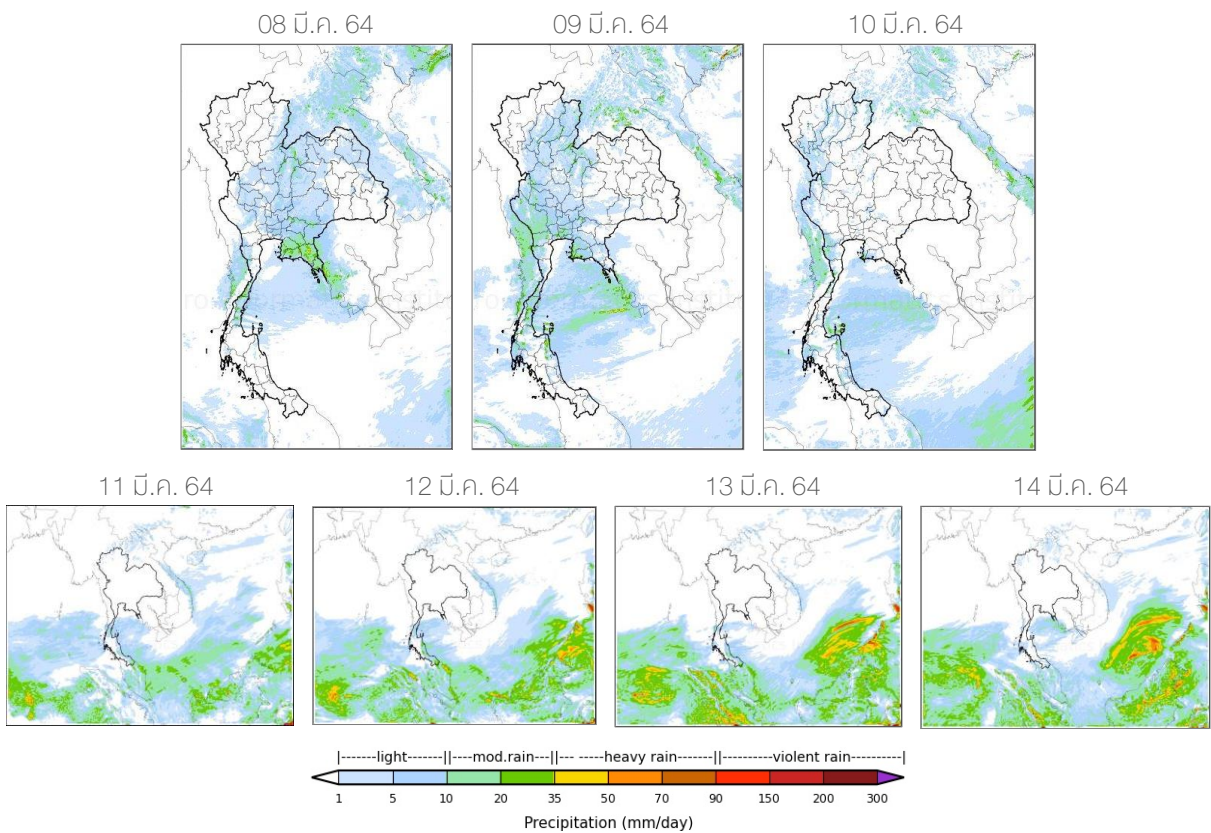 08 มี.ค. 64
09 มี.ค. 64
10 มี.ค. 64
11 มี.ค. 64
12 มี.ค. 64
13 มี.ค. 64
14 มี.ค. 64
|------light------||----mod.rain---||--- ----heavy rain------||---------violent rain---------|
1 5 10 20 35 50 70 90 150 200 300
Precipitation (mm/day)